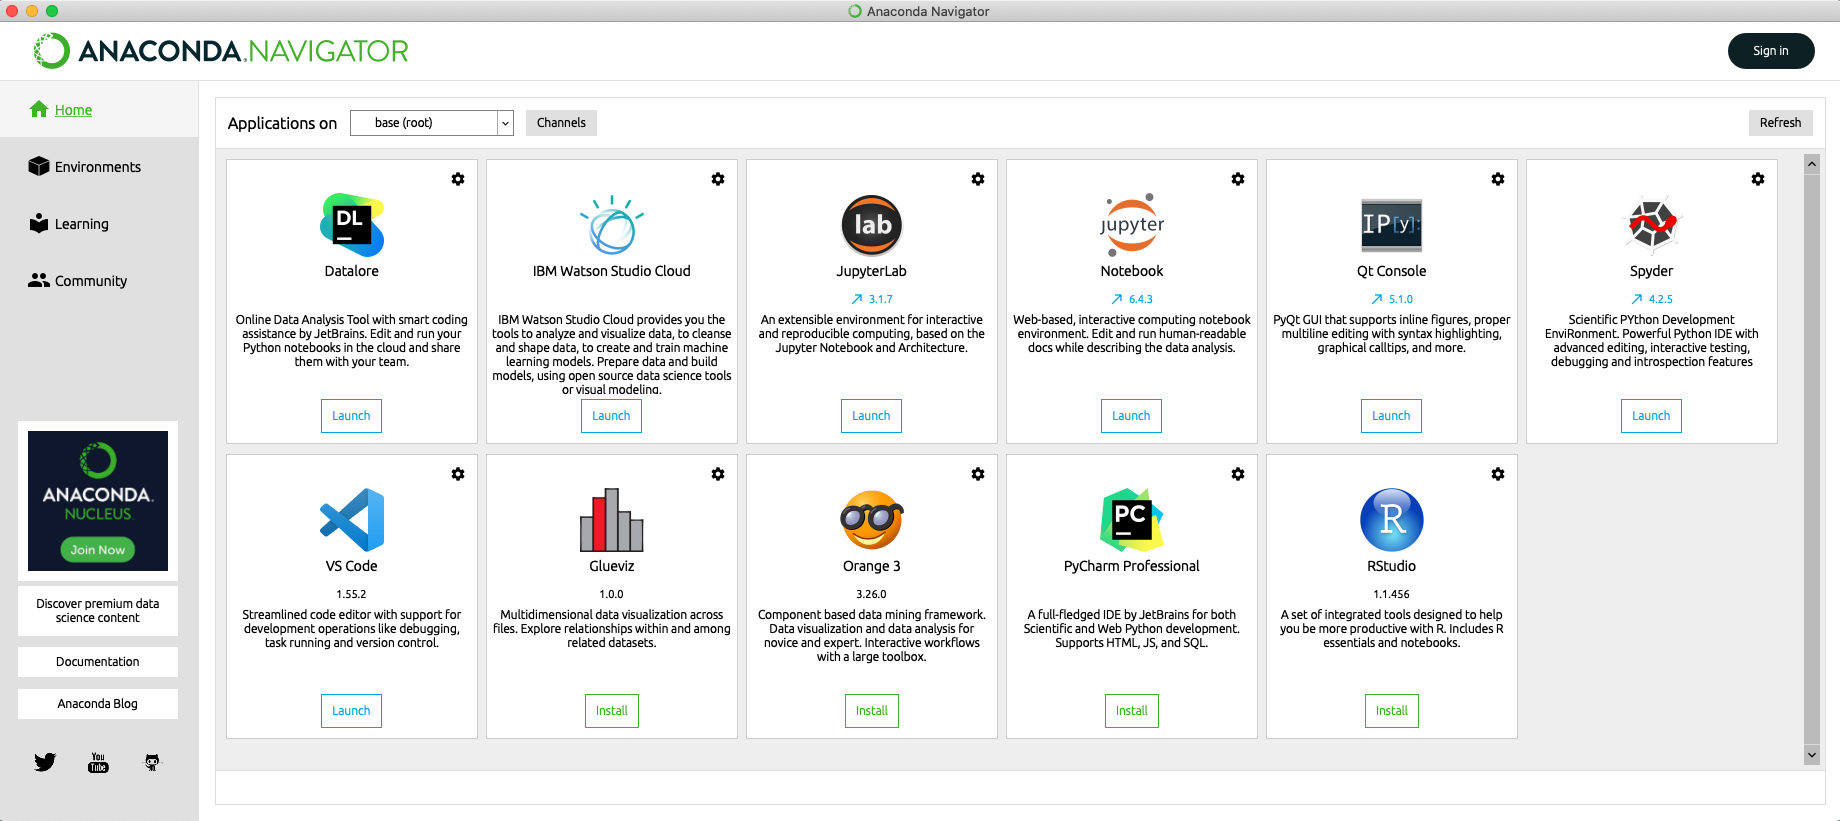 Anaconda Navigator
ANACONDA.NAVIGATOR
Sign in
Home
Environments
Learning
Community
ANACONDA.
NUCLEUS
Join Now
Discover premium data
science content
Documentation
Anaconda Blog
You
Tube
Applications on
base (root)
Channels
Refresh
DL
Datalore
Online Data Analysis Tool with smart coding
assistance by JetBrains. Edit and run your
Python notebooks in the cloud and share
them with your team.
Launch
IBM Watson Studio Cloud
IBM Watson Studio Cloud provides you the
tools to analyze and visualize data, to cleanse
and shape data, to create and train machine
learning models. Prepare data and build
models, using open source data science tools
or visual modeling.
Launch
lab
JupyterLab
3.1.7
An extensible environment for interactive
and reproducible computing, based on the
Jupyter Notebook and Architecture.
Launch
jupyter
Notebook
6.4.3
Web-based, interactive computing notebook
environment. Edit and run human-readable
docs while describing the data analysis.
Launch
IP[y]:
Qt Console
5.1.0
PyQt GUI that supports inline figures, proper
multiline editing with syntax highlighting,
graphical calltips, and more.
Launch
Spyder
4.2.5
Scientific PYthon Development
EnviRonment. Powerful Python IDE with
advanced editing, interactive testing,
debugging and introspection features
Launch
VS Code
1.55.2
Streamlined code editor with support for
development operations like debugging,
task running and version control.
Launch
Glueviz
1.0.0
Multidimensional data visualization across
files. Explore relationships within and among
related datasets.
Install
Orange 3
3.26.0
Component based data mining framework.
Data visualization and data analysis for
novice and expert. Interactive workflows
with a large toolbox.
Install
PC
PyCharm Professional
A full-fledged IDE by JetBrains for both
Scientific and Web Python development.
Supports HTML, JS, and SQL.
Install
R
RStudio
1.1.456
A set of integrated tools designed to help
you be more productive with R. Includes R
essentials and notebooks.
Install